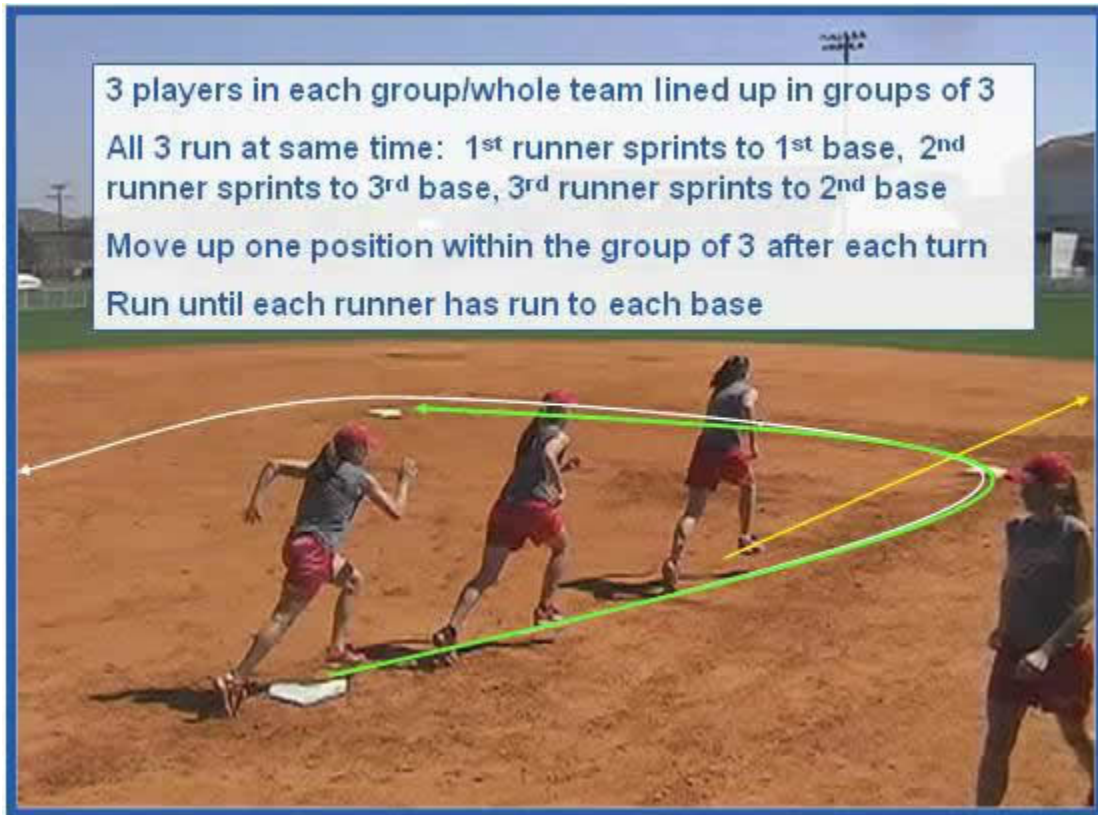 3 players in each group/whole team lined up in groups of 3
All 3 run at same time: 1st runner sprints to 1st base, 2nd
runner sprints to 3rd base, 3rd runner sprints to 2nd base
Move up one position within the group of 3 after each turn
Run until each runner has run to each base